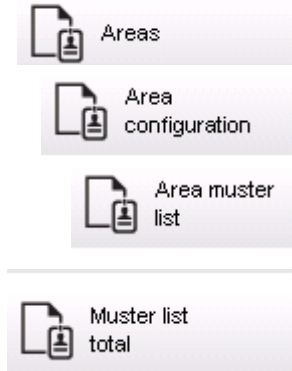 Areas
Area
configuration
Area muster
list
Muster list
total